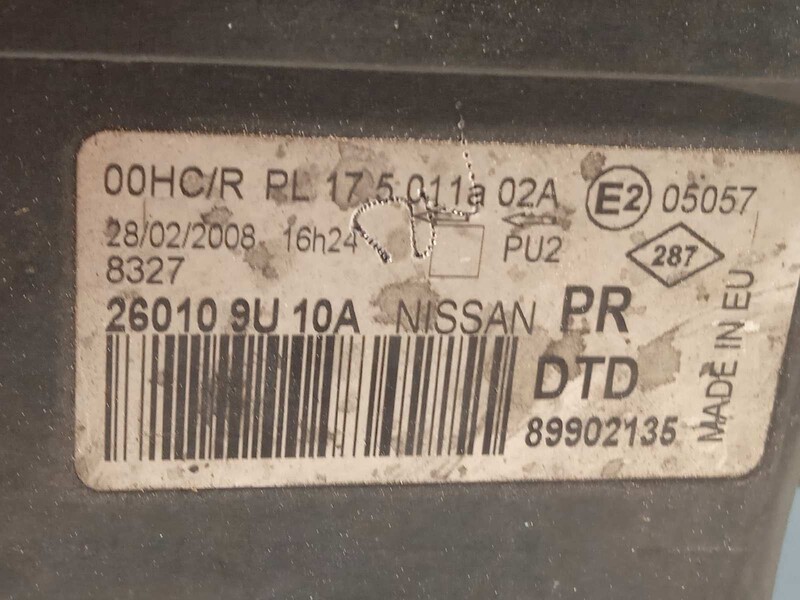 00HC/R PL 17.5 011a 02A E2 05057
28/02/2008 16h24 PU2 287
8327
26010 9U 10A NISSAN PR
DTD
89902135
MADE IN EU